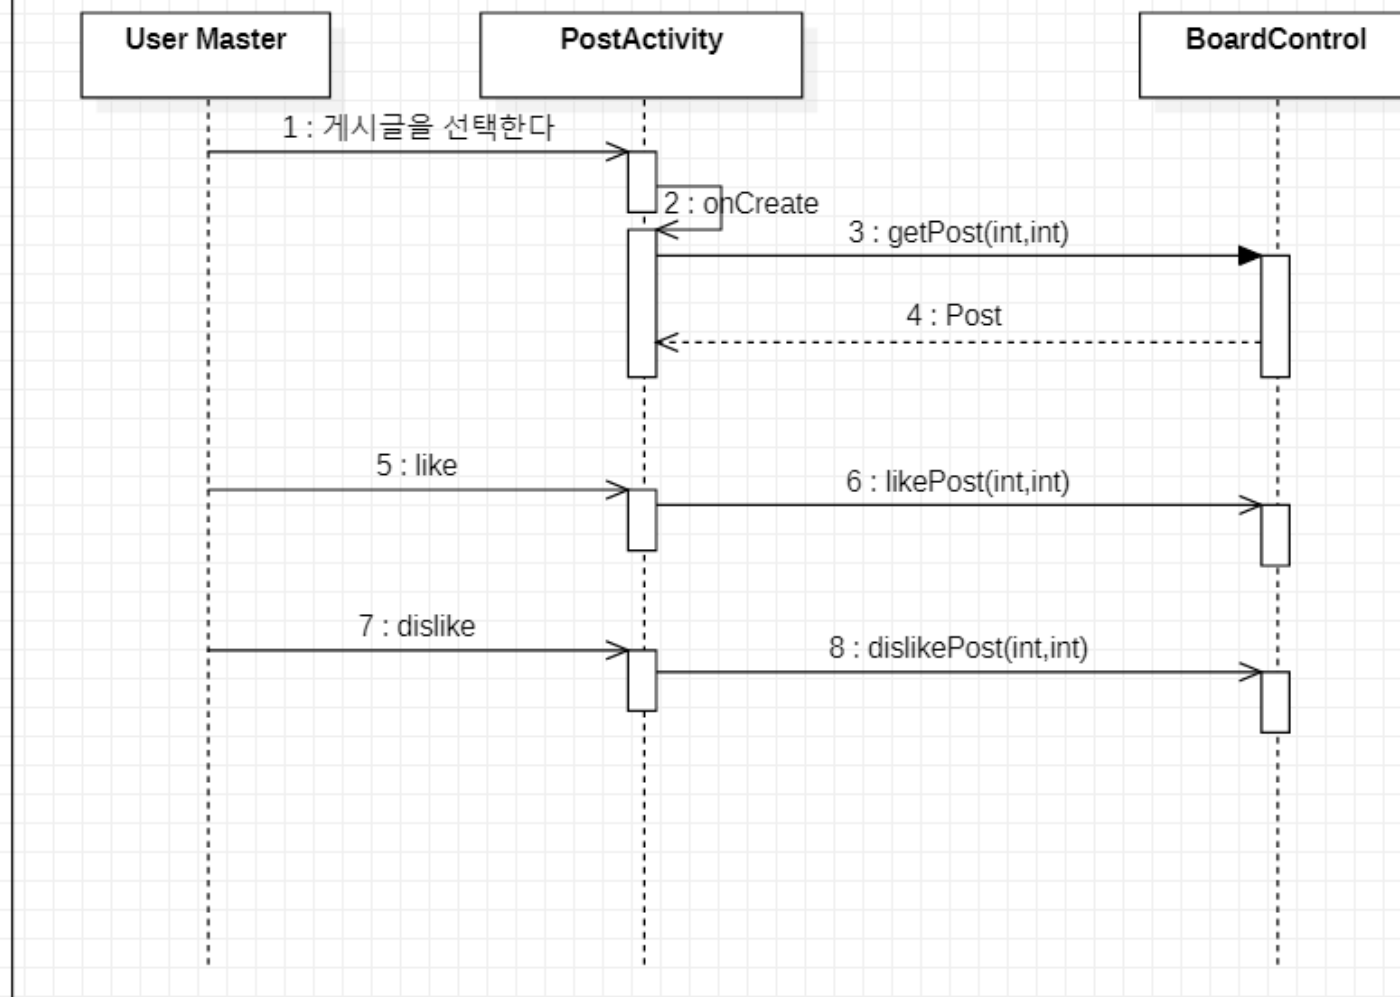 User Master
PostActivity
BoardControl
1 : 게시글을 선택한다
2 : onCreate
3 : getPost(int,int)
4 : Post
5 : like
6 : likePost(int,int)
7 : dislike
8 : dislikePost(int,int)